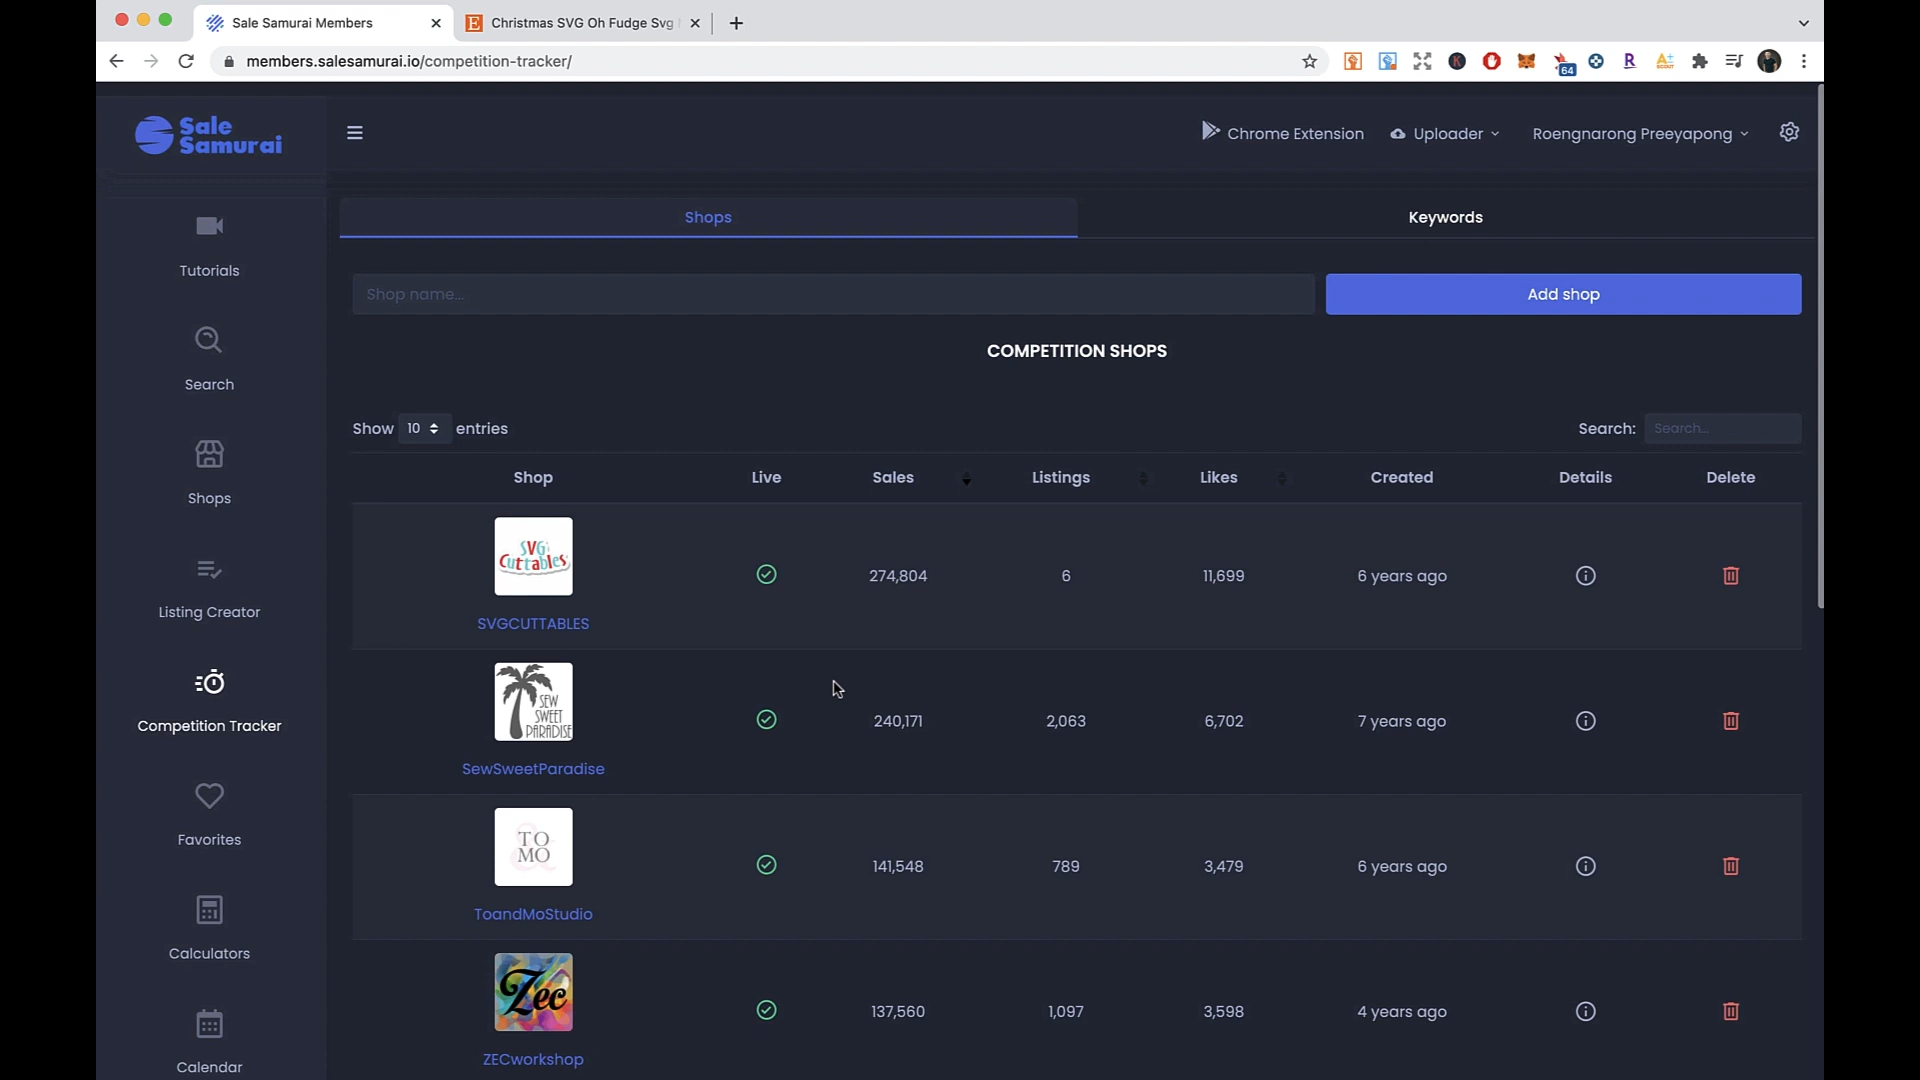 Sale Samurai Members
Christmas SVG Oh Fudge Svg
members.salesamurai.io/competition-tracker/
64
Sale
Samurai
Chrome Extension
Uploader
Roengnarong Preeyapong
Shops
Keywords
Tutorials
Shop name...
Add shop
COMPETITION SHOPS
Search
Show 10 entries
Search: Search...
Shop Live Sales Listings Likes Created Details Delete
Shops
SVG
Cuttables
274,804 6 11,699 6 years ago
SVGCUTTABLES
Listing Creator
SEW
SWEET
PARADISE
240,171 2,063 6,702 7 years ago
SewSweetParadise
Competition Tracker
TO
&
MO
141,548 789 3,479 6 years ago
ToandMoStudio
Favorites
Calculators
Zec
137,560 1,097 3,598 4 years ago
ZECworkshop
Calendar